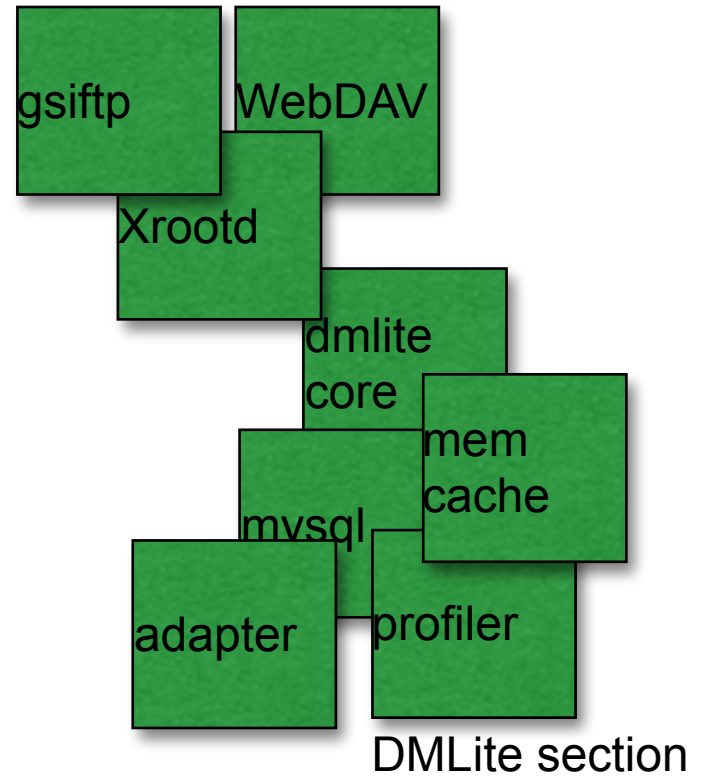 gsiftp
WebDAV
Xrootd
dmlite
core
mem
cache
mysql
adapter
profiler
DMLite section